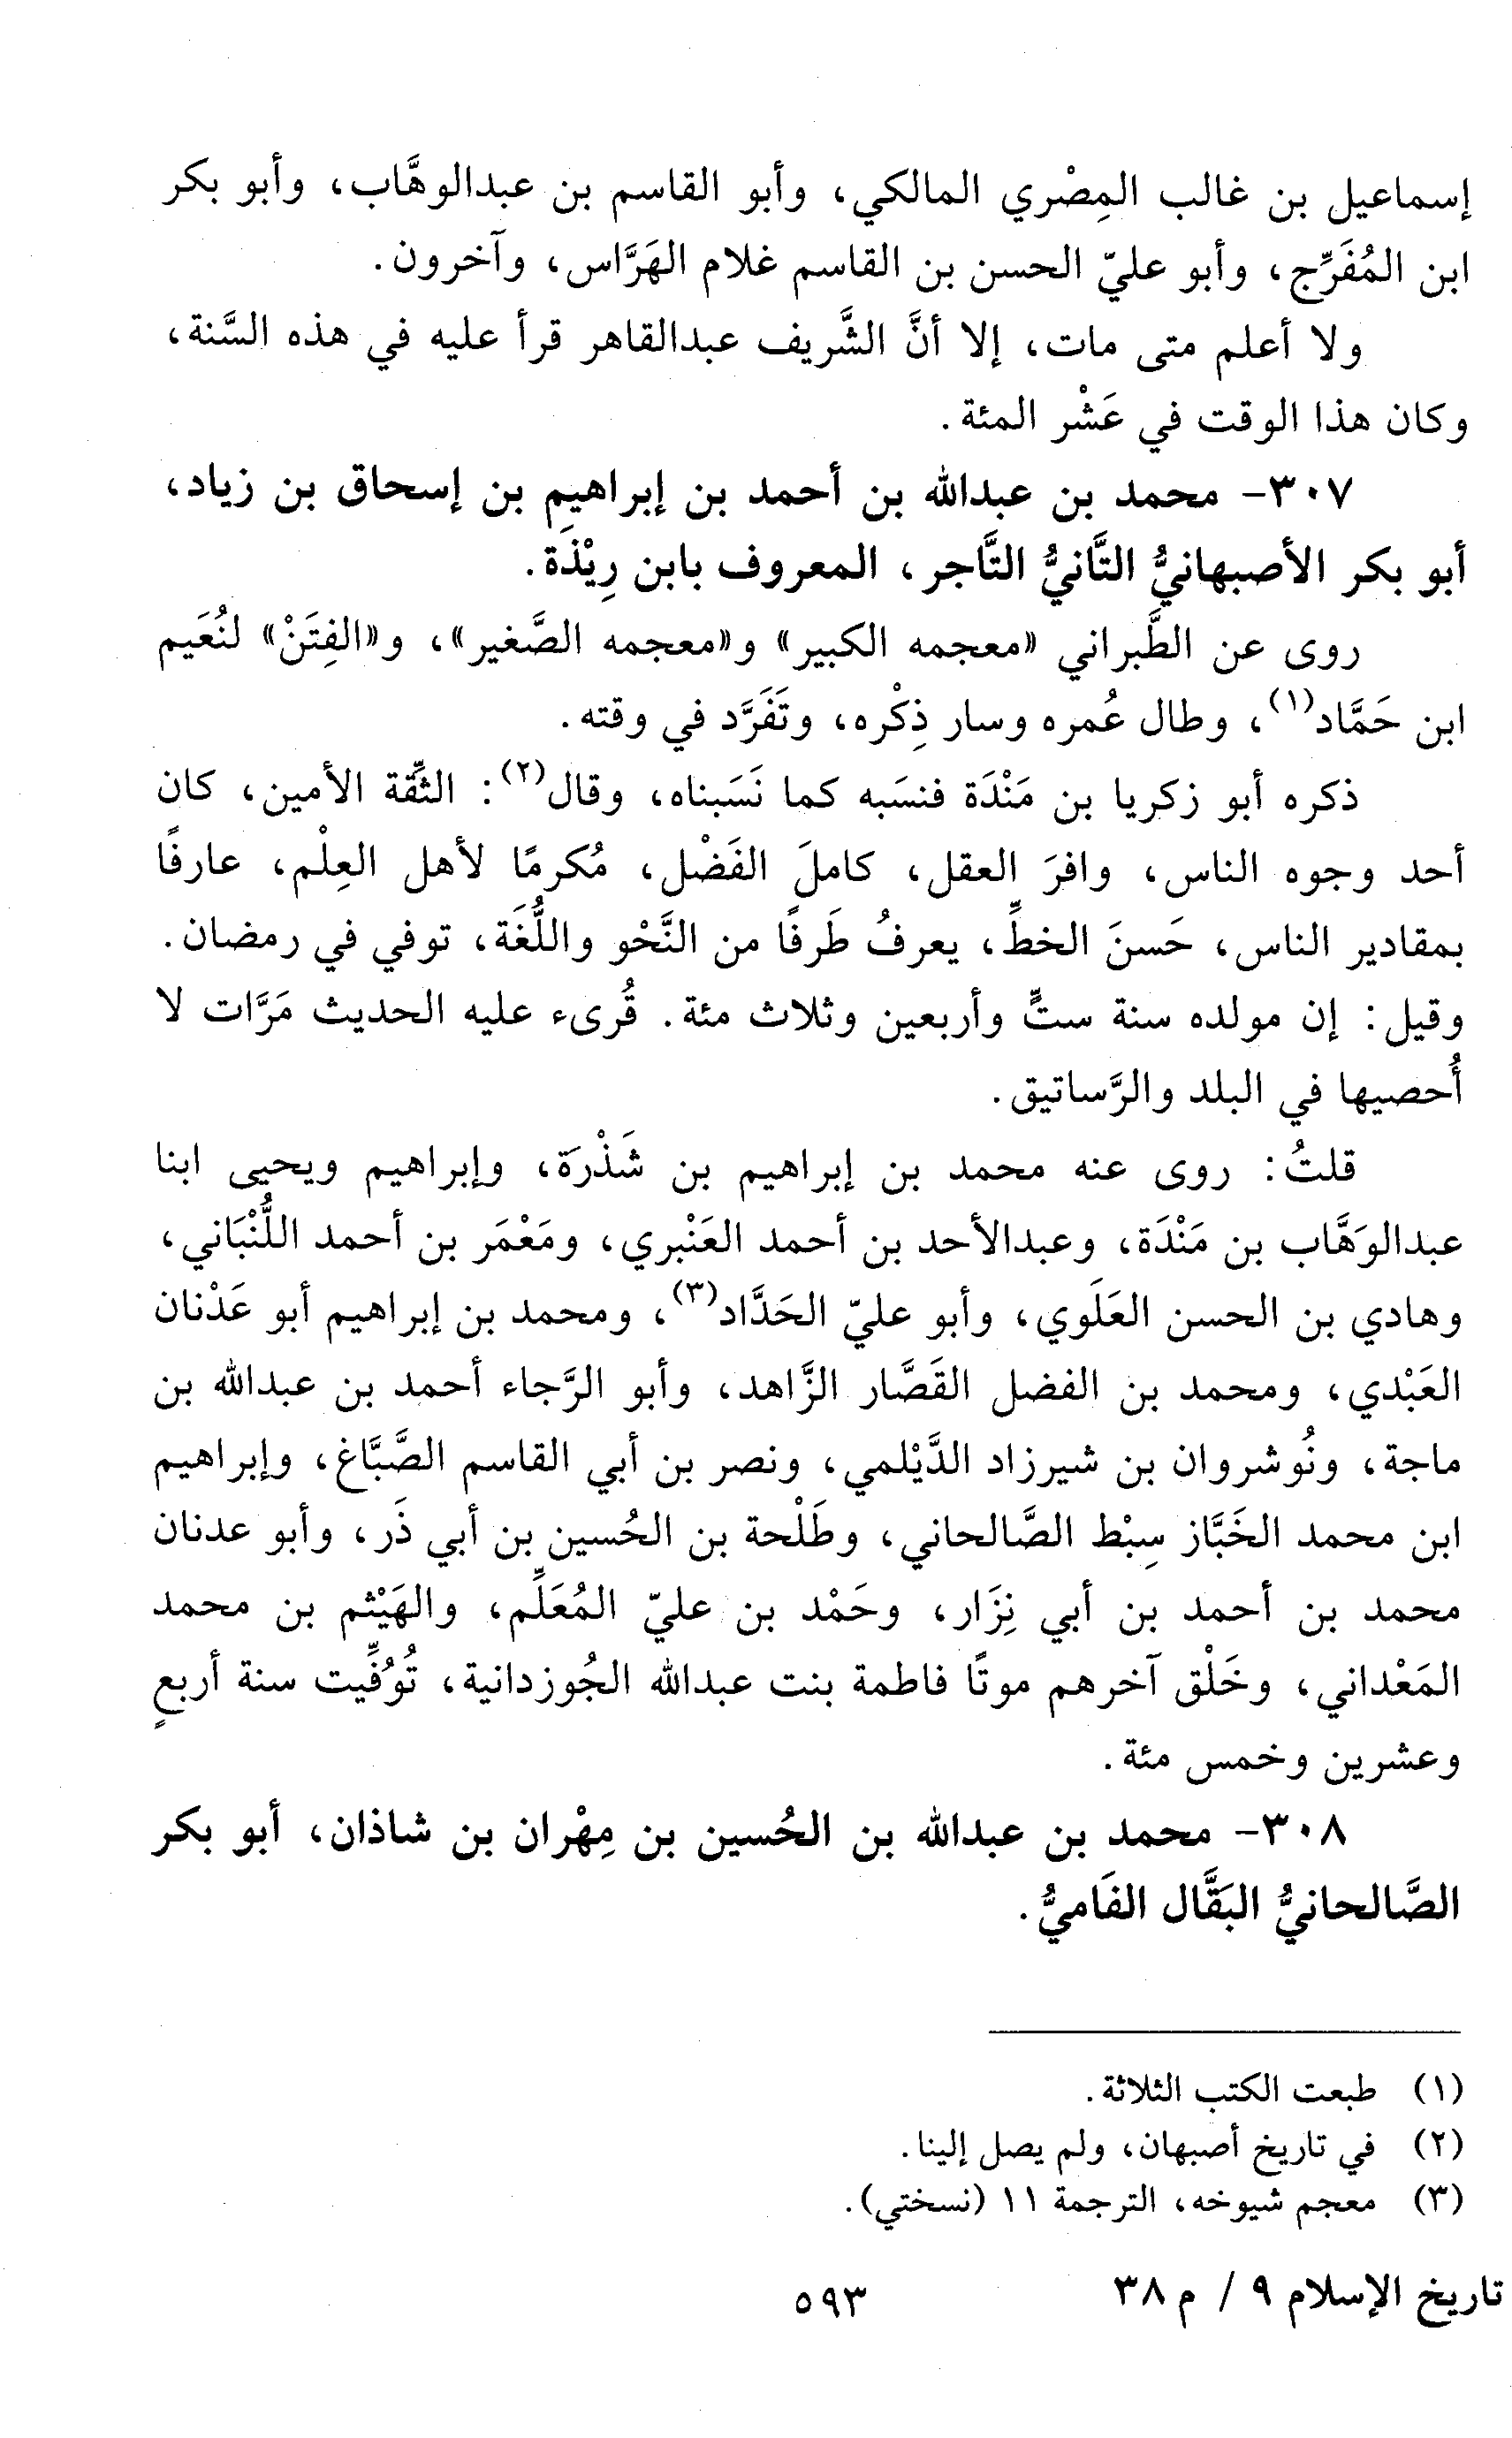 إسماعيل بن غالب المِصْري المالكي، وأبو القاسم بن عبدالوهَّاب، وأبو بكر
ابن المُفَرِّج، وأبو عليّ الحسن بن القاسم غلام الهَرَّاس، وآخرون.
ولا أعلم متى مات، إلا أنَّ الشَّريف عبدالقاهر قرأ عليه في هذه السَّنة،
وكان هذا الوقت في عَشْر المئة.
٣٠٧- محمد بن عبدالله بن أحمد بن إبراهيم بن إسحاق بن زياد،
أبو بكر الأصبهانيُّ التَّانيُّ التَّاجر، المعروف بابن رِيْذَة.
روى عن الطَّبراني «معجمه الكبير» و«معجمه الصَّغير»، و«الفِتَنْ» لنُعَيم
ابن حَمَّاد(١)، وطال عُمره وسار ذِكْره، وتَفَرَّد في وقته.
ذكره أبو زكريا بن مَنْدَة فنسَبه كما نَسَبناه، وقال(٢): الثِّقة الأمين، كان
أحد وجوه الناس، وافرَ العقل، كاملَ الفَضْل، مُكرمًا لأهل العِلْم، عارفًا
بمقادير الناس، حَسنَ الخطِّ، يعرفُ طَرفًا من النَّحْو واللُّغَة، توفي في رمضان.
وقيل: إن مولده سنة ستٍّ وأربعين وثلاث مئة. قُرىء عليه الحديث مَرَّات لا
أُحصيها في البلد والرَّساتيق.
قلتُ: روى عنه محمد بن إبراهيم بن شَذْرَة، وإبراهيم ويحيى ابنا
عبدالوَهَّاب بن مَنْدَة، وعبدالأحد بن أحمد العَنْبري، ومَعْمَر بن أحمد اللُّنْبَاني،
وهادي بن الحسن العَلَوي، وأبو عليّ الحَدَّاد(٣)، ومحمد بن إبراهيم أبو عَدْنان
العَبْدي، ومحمد بن الفضل القَصَّار الزَّاهد، وأبو الرَّجاء أحمد بن عبدالله بن
ماجة، ونُوشروان بن شيرزاد الدَّيْلمي، ونصر بن أبي القاسم الصَّبَّاغ، وإبراهيم
ابن محمد الخَبَّاز سِبْط الصَّالحاني، وطَلْحة بن الحُسين بن أبي ذَر، وأبو عدنان
محمد بن أحمد بن أبي نِزَار، وحَمْد بن عليّ المُعَلِّم، والهَيْثم بن محمد
المَعْداني، وخَلْق آخرهم موتًا فاطمة بنت عبدالله الجُوزدانية، تُوُفِّيت سنة أربعٍ
وعشرين وخمس مئة.
٣٠٨- محمد بن عبدالله بن الحُسين بن مِهْران بن شاذان، أبو بكر
الصَّالحانيُّ البَقَّال الفَاميُّ.
(١) طبعت الكتب الثلاثة.
(٢) في تاريخ أصبهان، ولم يصل إلينا.
(٣) معجم شيوخه، الترجمة ١١ (نسختي).
تاريخ الإسلام ٩ / م ٣٨
٥٩٣